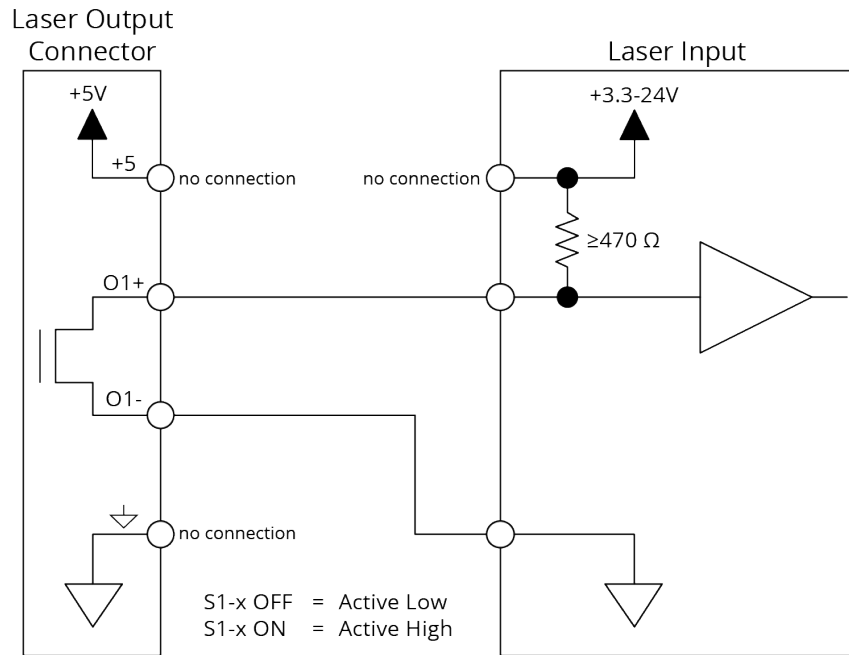 Laser Output
Connector
Laser Input
+5V
+3.3-24V
+5
no connection
no connection
≥470 Ω
O1+
O1-
no connection
S1-x OFF = Active Low
S1-x ON = Active High